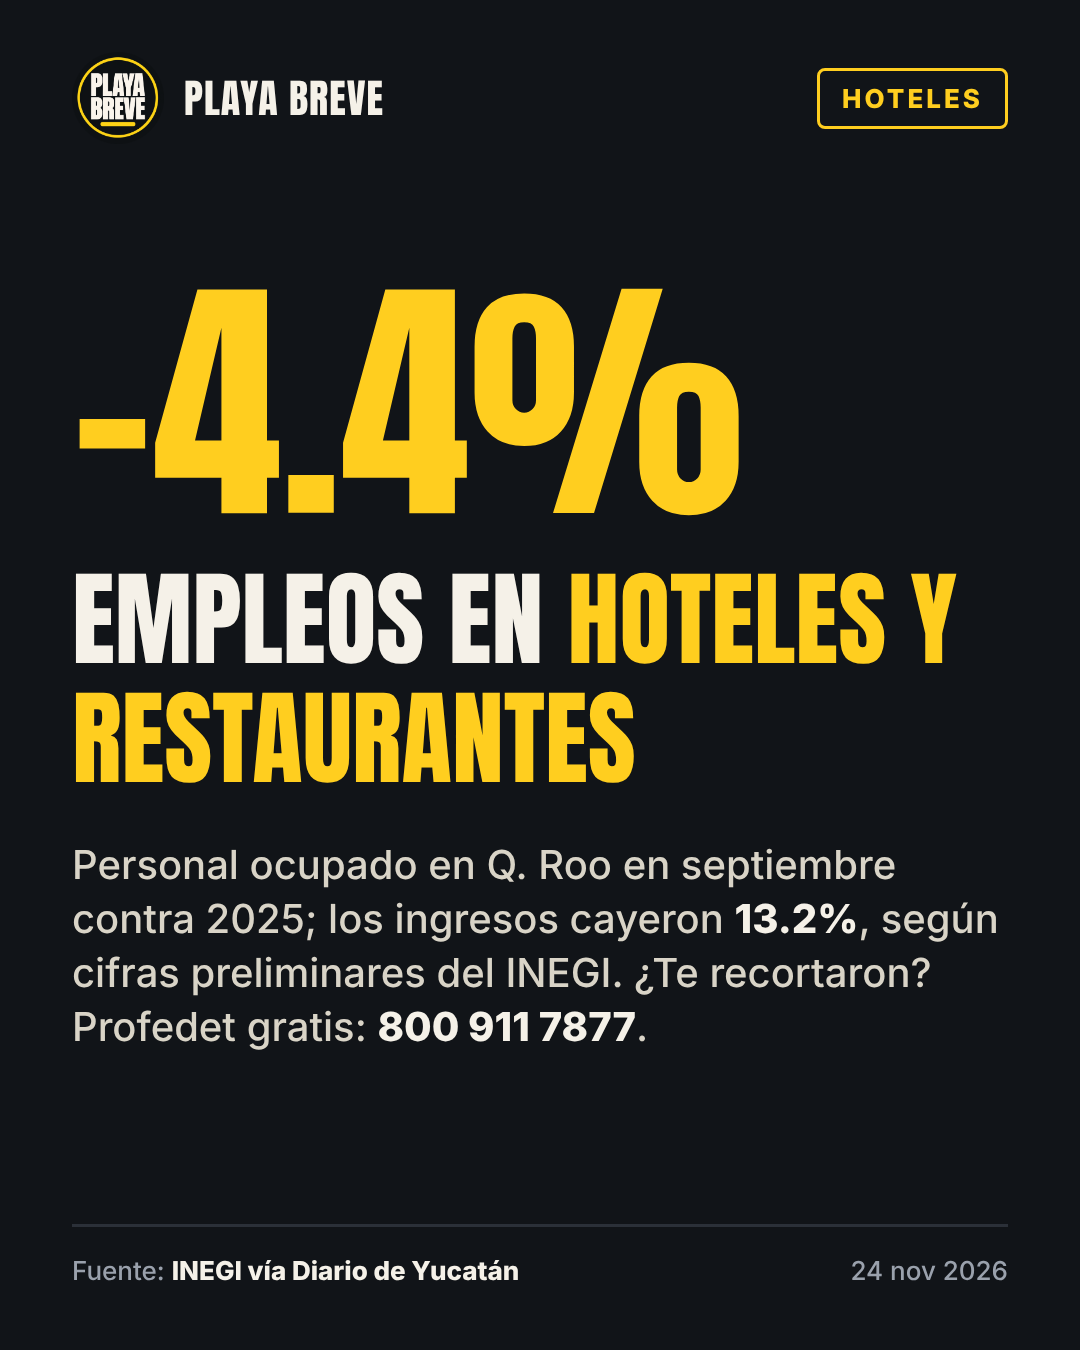 PLAYA
BREVE
PLAYA BREVE
HOTELES
-4.4%
EMPLEOS EN HOTELES Y
RESTAURANTES
Personal ocupado en Q. Roo en septiembre
contra 2025; los ingresos cayeron 13.2%, según
cifras preliminares del INEGI. ¿Te recortaron?
Profedet gratis: 800 911 7877.
Fuente: INEGI vía Diario de Yucatán
24 nov 2026